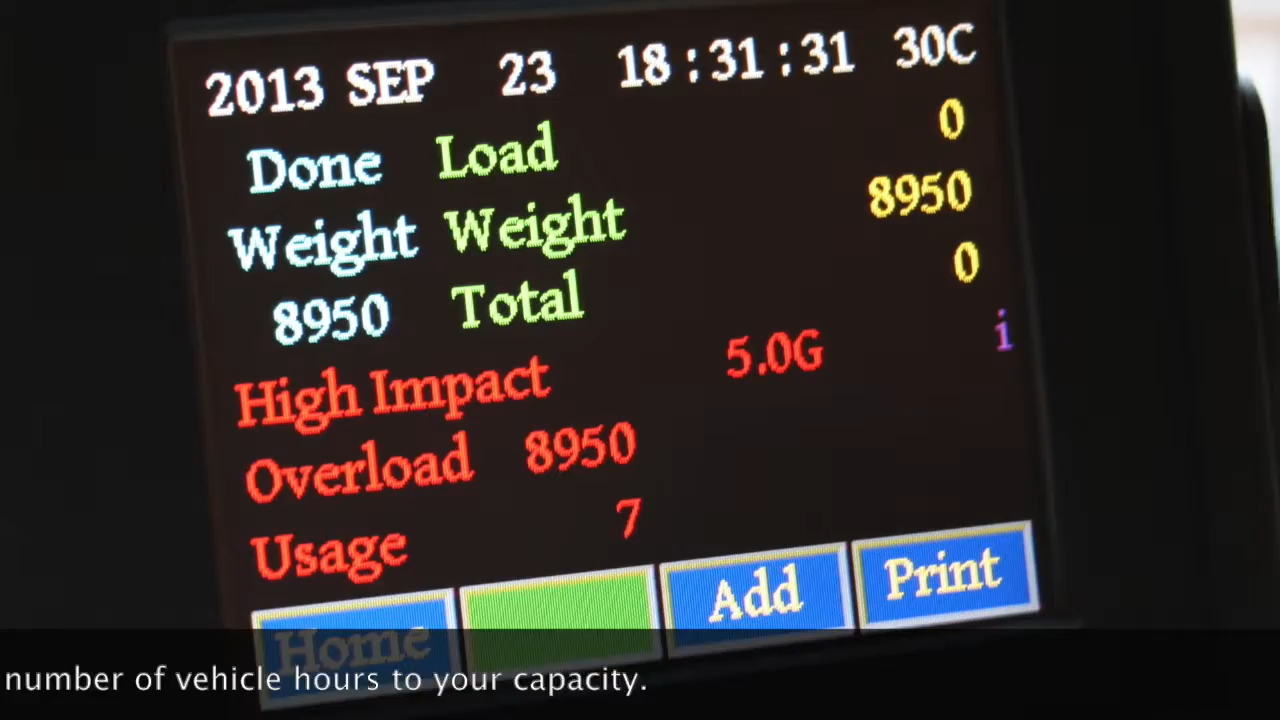 2013 SEP 23 18:31:31 30C
Done Load 0
Weight Weight 8950
8950 Total 0
High Impact 5.0G i
Overload 8950
Usage 7
Home Add Print
number of vehicle hours to your capacity.